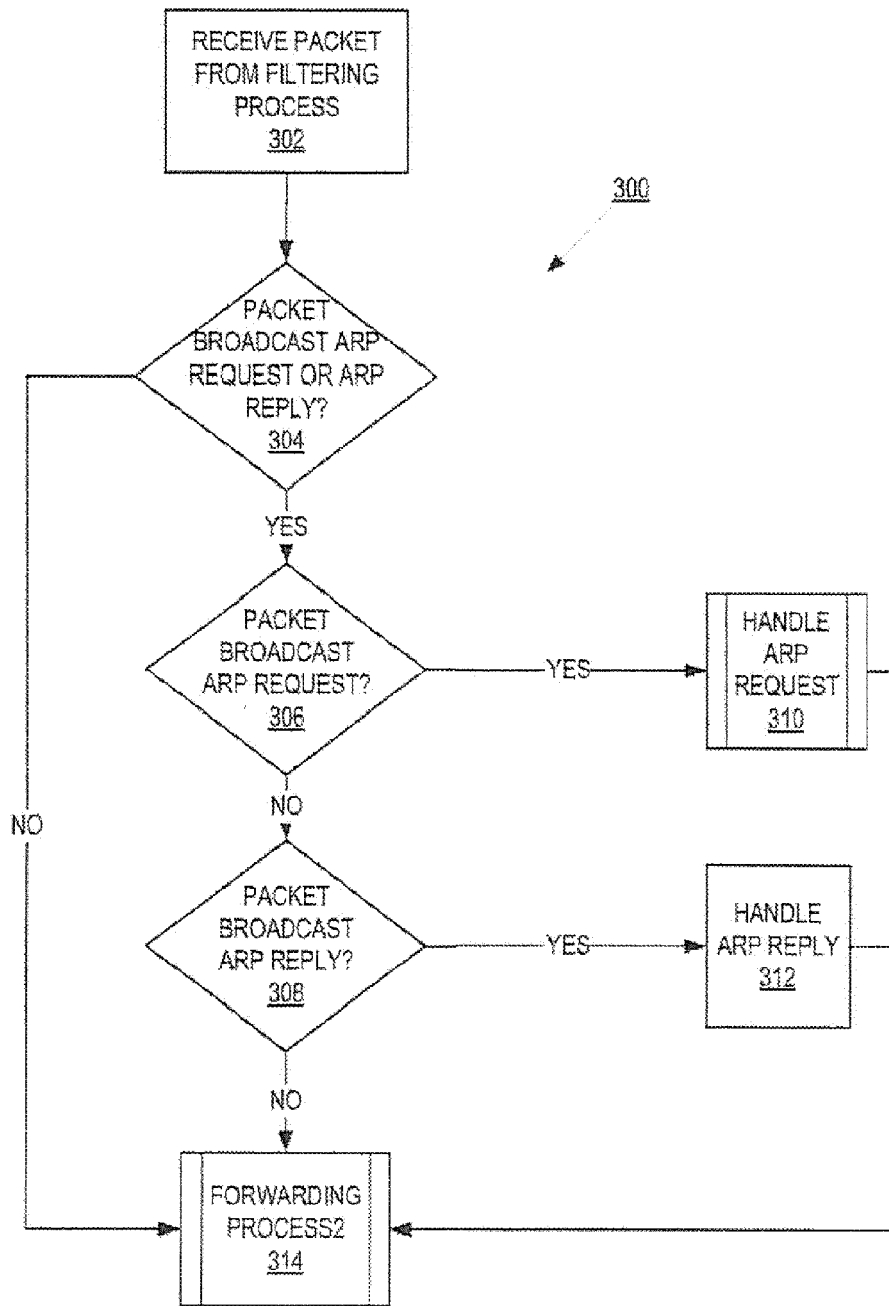 RECEIVE PACKET
FROM FILTERING
PROCESS
302
300
PACKET
BROADCAST ARP
REQUEST OR ARP
REPLY?
304
YES
PACKET
BROADCAST
ARP REQUEST?
306
YES
HANDLE
ARP
REQUEST
310
NO
NO
PACKET
BROADCAST
ARP REPLY?
308
YES
HANDLE
ARP REPLY
312
NO
FORWARDING
PROCESS2
314